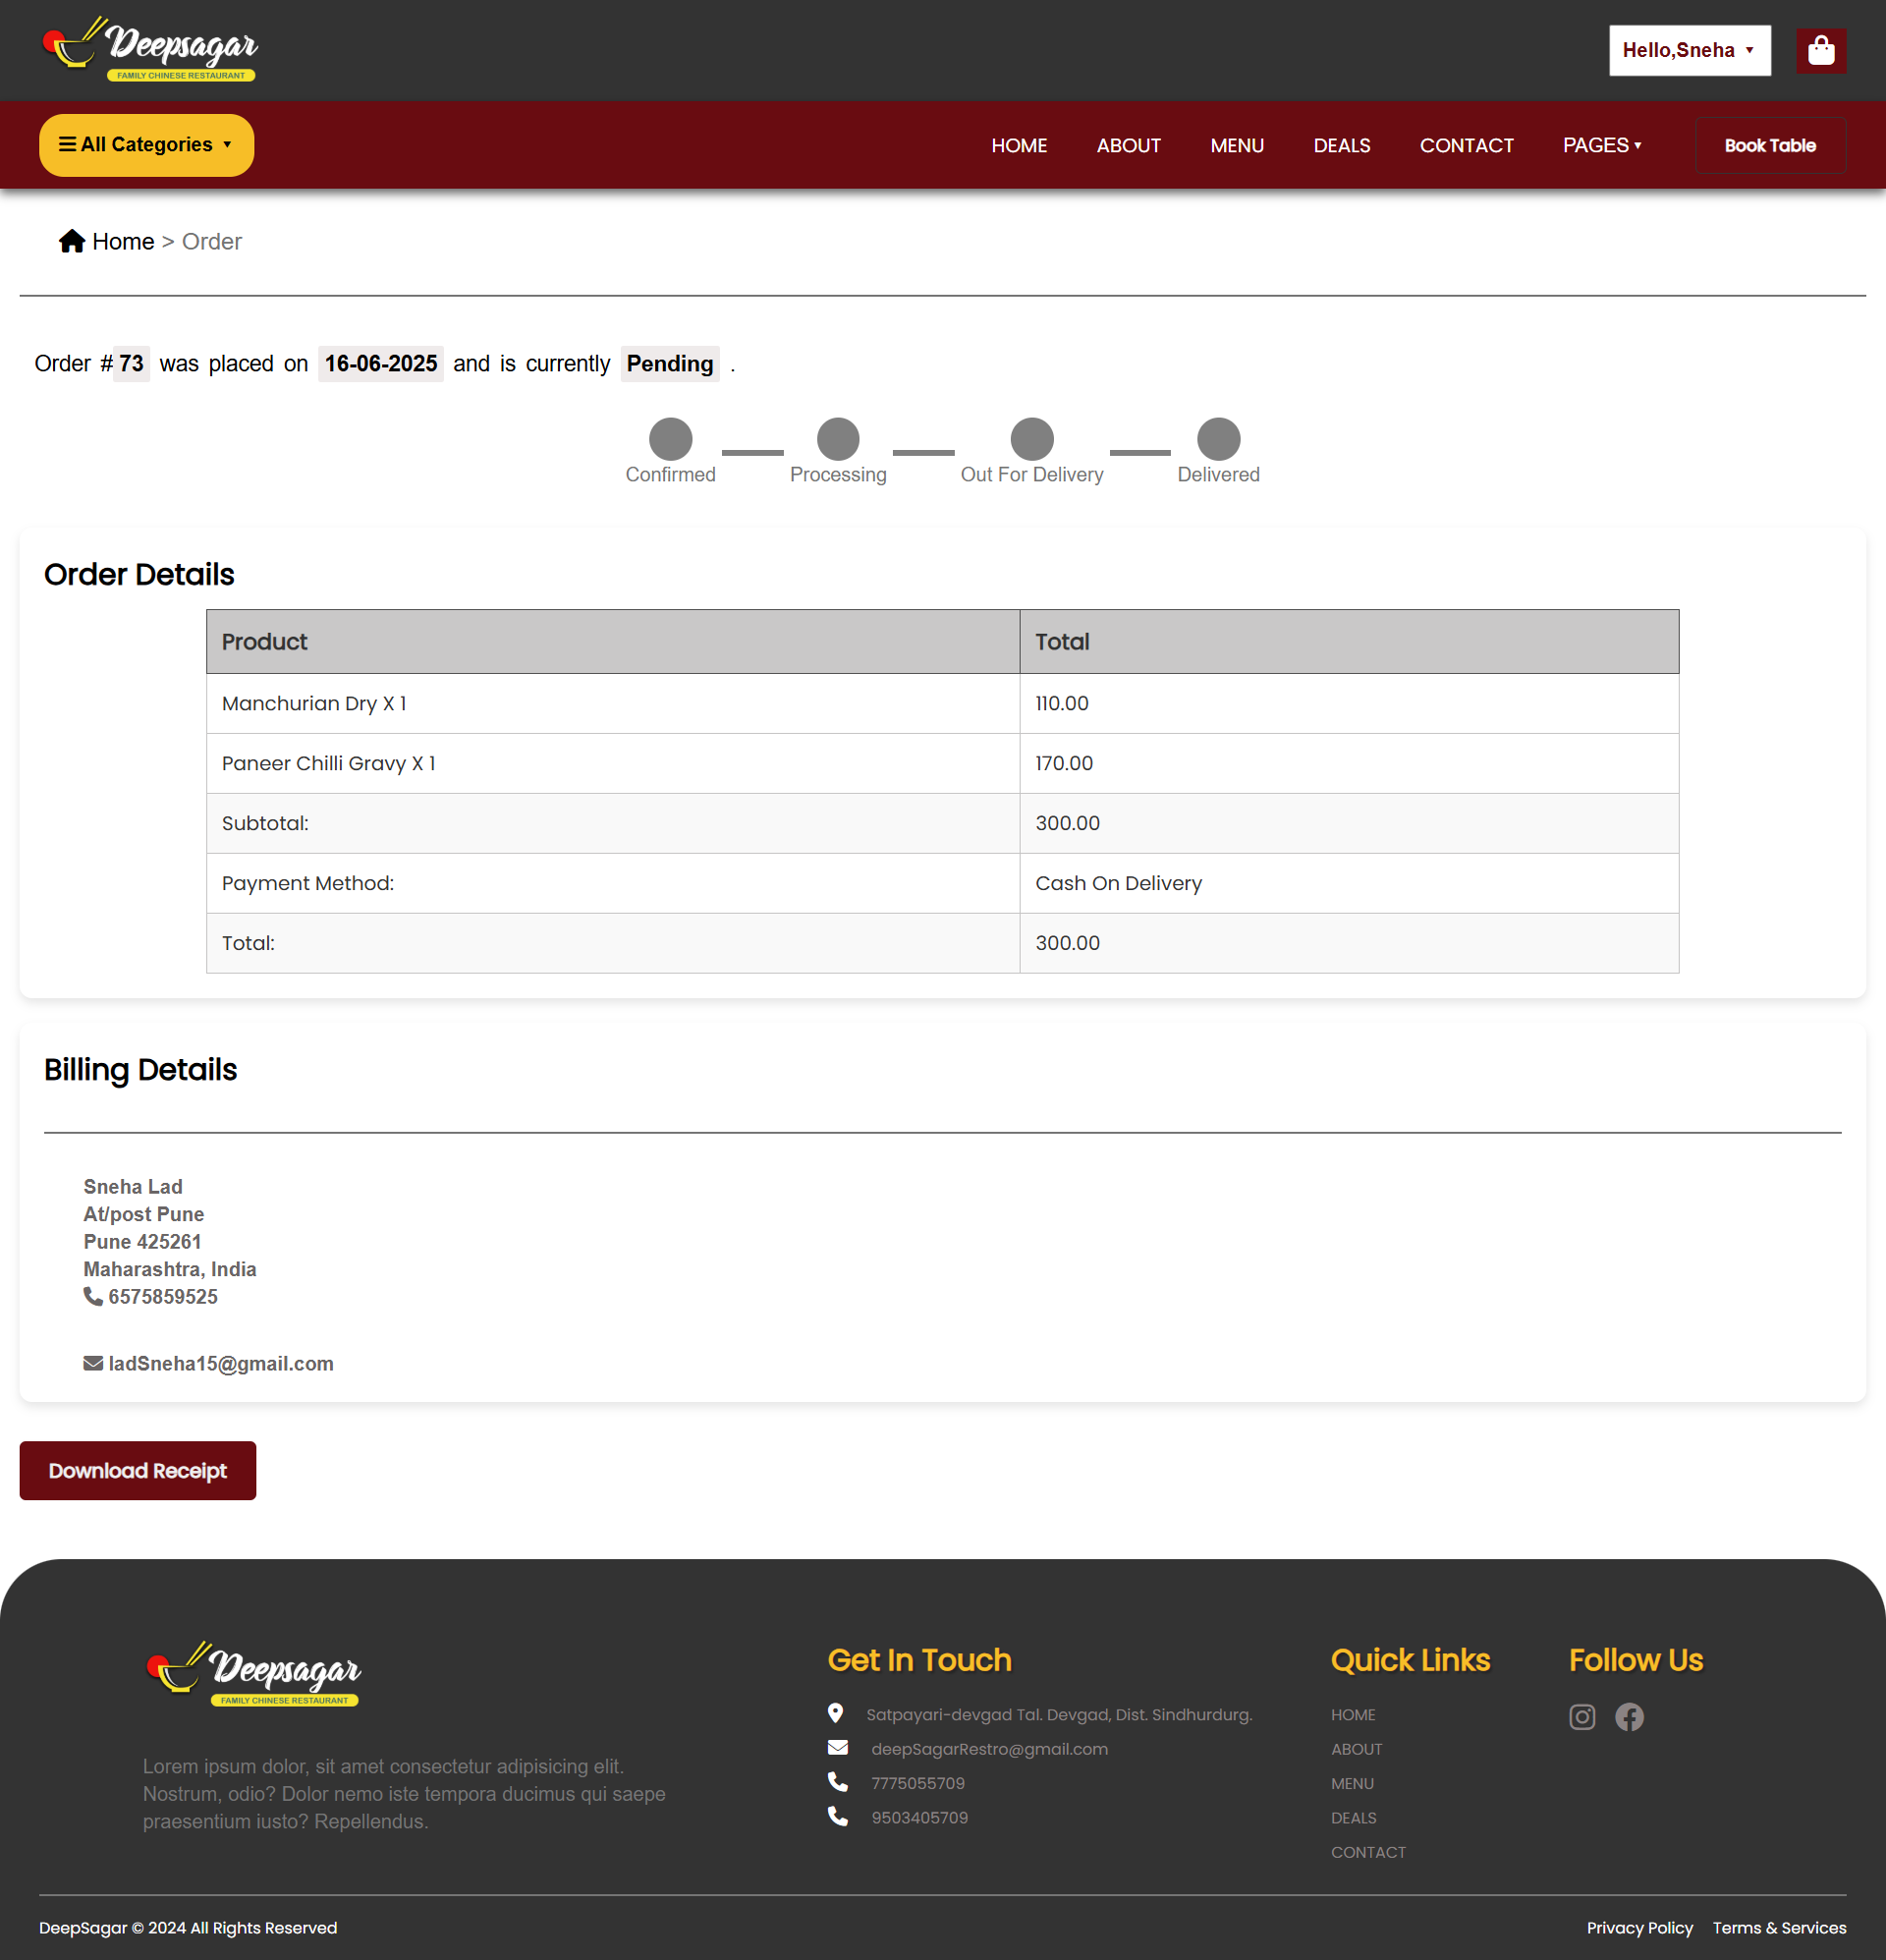 Deepsagar
FAMILY CHINESE RESTAURANT
Hello,Sneha
All Categories
HOME ABOUT MENU DEALS CONTACT PAGES Book Table
Home > Order
Order #73 was placed on 16-06-2025 and is currently Pending .
Confirmed Processing Out For Delivery Delivered
Order Details
Product Total
Manchurian Dry X 1 110.00
Paneer Chilli Gravy X 1 170.00
Subtotal: 300.00
Payment Method: Cash On Delivery
Total: 300.00
Billing Details
Sneha Lad
At/post Pune
Pune 425261
Maharashtra, India
6575859525
ladSneha15@gmail.com
Download Receipt
Deepsagar
FAMILY CHINESE RESTAURANT
Lorem ipsum dolor, sit amet consectetur adipisicing elit.
Nostrum, odio? Dolor nemo iste tempora ducimus qui saepe
praesentium iusto? Repellendus.
Get In Touch
Satpayari-devgad Tal. Devgad, Dist. Sindhurdurg.
deepSagarRestro@gmail.com
7775055709
9503405709
Quick Links
HOME
ABOUT
MENU
DEALS
CONTACT
Follow Us
DeepSagar © 2024 All Rights Reserved
Privacy Policy Terms & Services